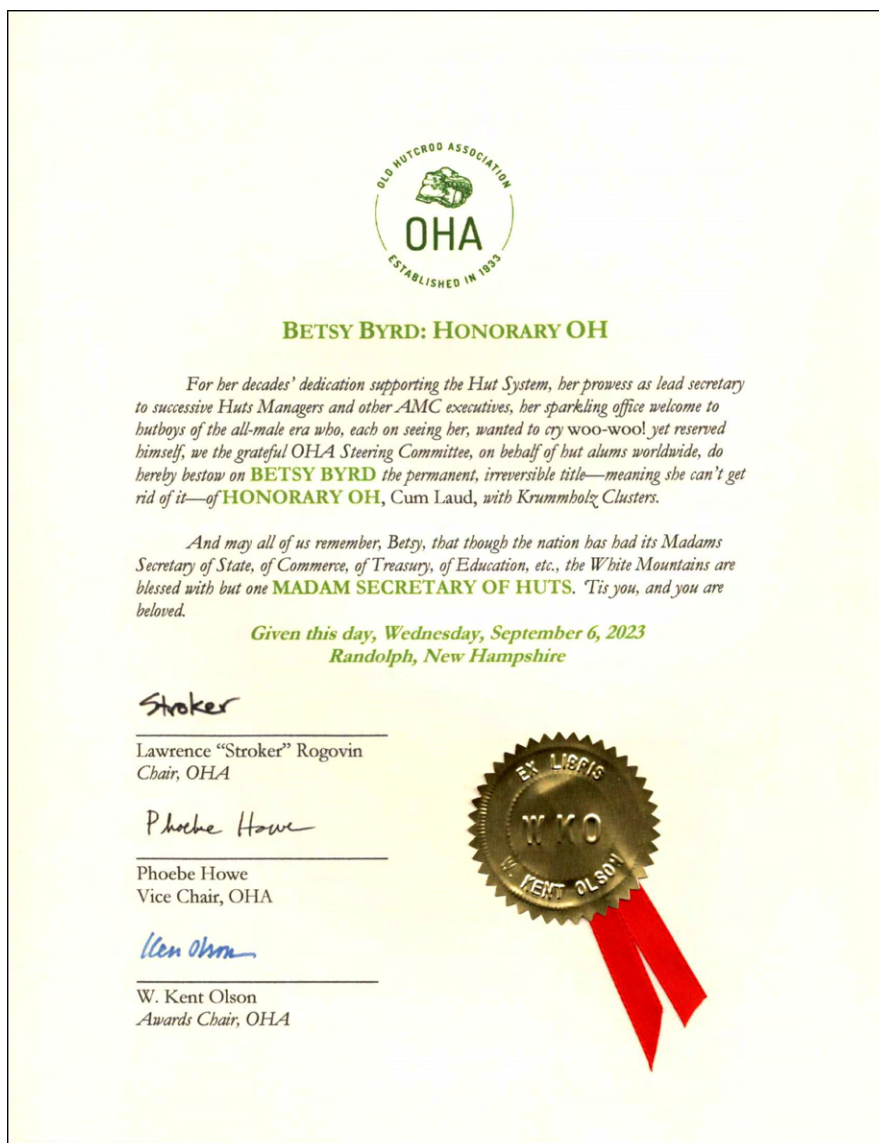 OLD HUTCROO ASSOCIATION
OHA
ESTABLISHED IN 1933
BETSY BYRD: HONORARY OH
For her decades’ dedication supporting the Hut System, her prowess as lead secretary
to successive Huts Managers and other AMC executives, her sparkling office welcome to
hutboys of the all-male era who, each on seeing her, wanted to cry woo-woo! yet reserved
himself, we the grateful OHA Steering Committee, on behalf of hut alums worldwide, do
hereby bestow on BETSY BYRD the permanent, irreversible title—meaning she can’t get
rid of it—of HONORARY OH, Cum Laud, with Krummholz Clusters.
And may all of us remember, Betsy, that though the nation has had its Madams
Secretary of State, of Commerce, of Treasury, of Education, etc., the White Mountains are
blessed with but one MADAM SECRETARY OF HUTS. ’Tis you, and you are
beloved.
Given this day, Wednesday, September 6, 2023
Randolph, New Hampshire
Stroker
Lawrence “Stroker” Rogovin
Chair, OHA
Phoebe Howe
Phoebe Howe
Vice Chair, OHA
Ken Olson
W. Kent Olson
Awards Chair, OHA
EX LIBRIS
WKO
W. KENT OLSON